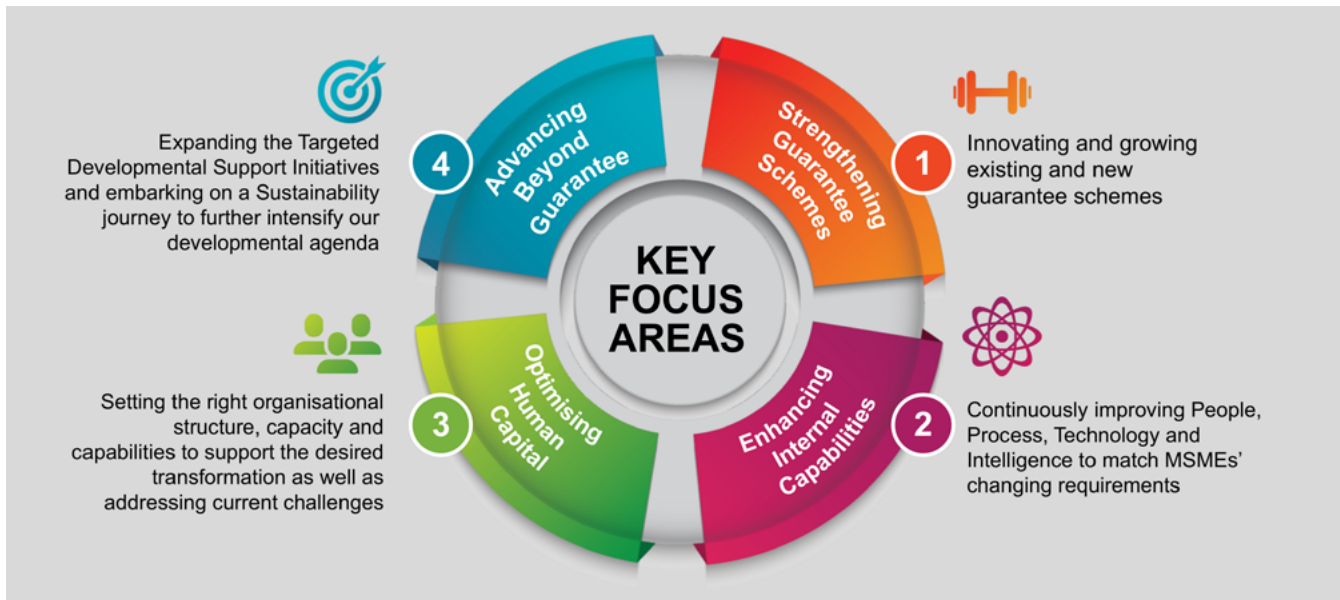 KEY
FOCUS
AREAS
Strengthening
Guarantee
Schemes
1
Innovating and growing
existing and new
guarantee schemes
Enhancing
Internal
Capabilities
2
Continuously improving People,
Process, Technology and
Intelligence to match MSMEs’
changing requirements
Optimising
Human
Capital
3
Setting the right organisational
structure, capacity and
capabilities to support the desired
transformation as well as
addressing current challenges
Advancing
Beyond
Guarantee
4
Expanding the Targeted
Developmental Support Initiatives
and embarking on a Sustainability
journey to further intensify our
developmental agenda